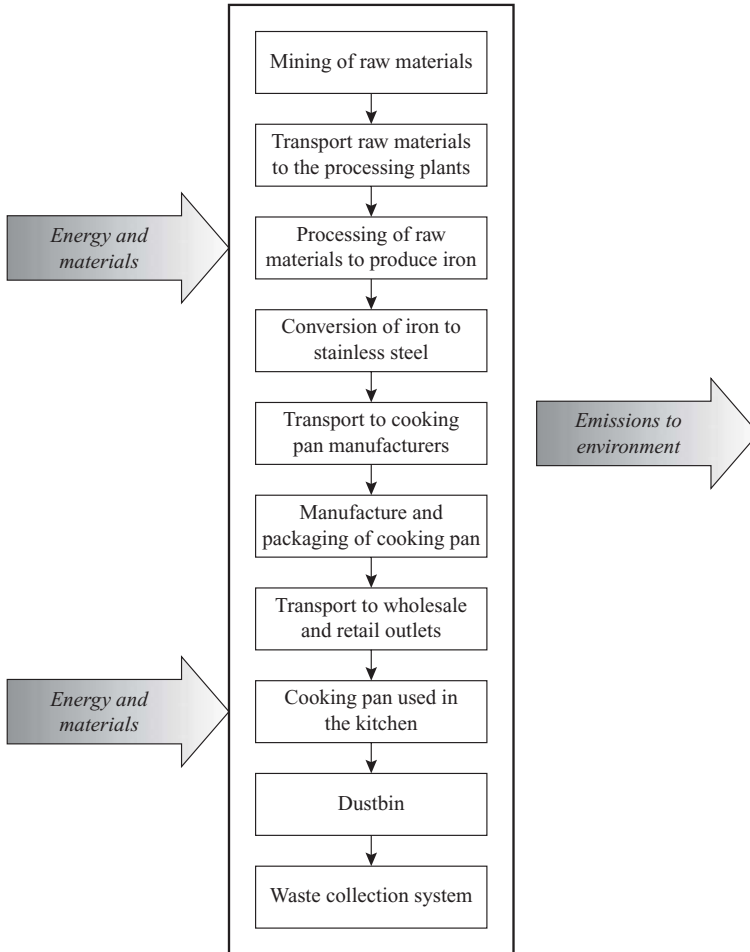 Mining of raw materials
Transport raw materials
to the processing plants
Energy and
materials
Processing of raw
materials to produce iron
Conversion of iron to
stainless steel
Transport to cooking
pan manufacturers
Emissions to
environment
Manufacture and
packaging of cooking pan
Transport to wholesale
and retail outlets
Energy and
materials
Cooking pan used in
the kitchen
Dustbin
Waste collection system